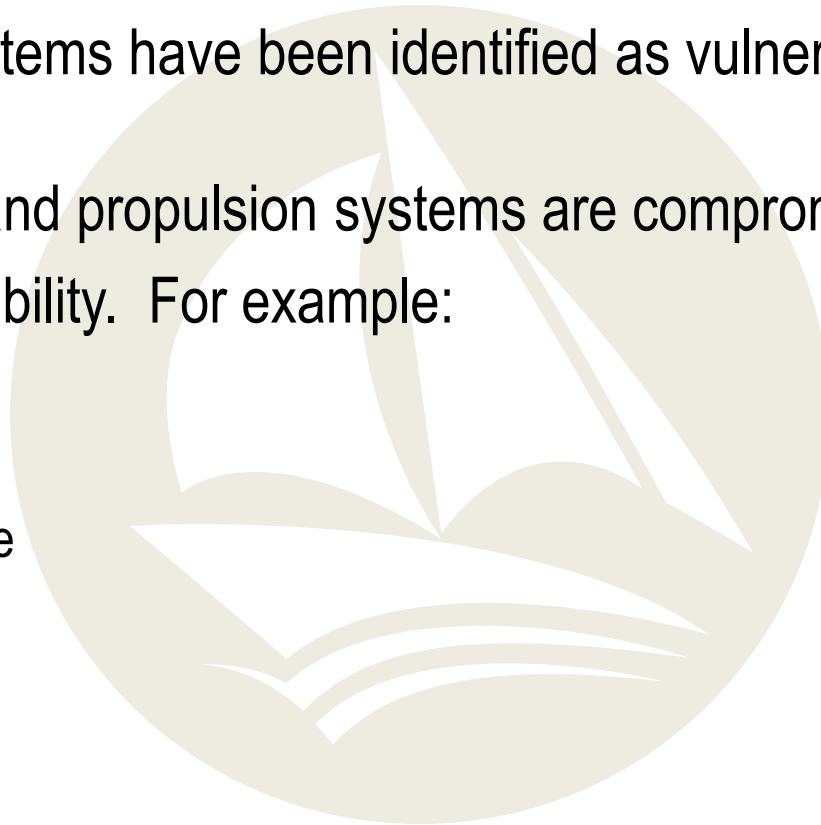 tems have been identified as vulner
nd propulsion systems are compror
bility.  For example:
e